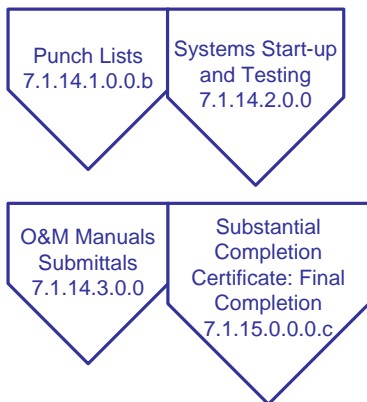 Punch Lists
7.1.14.1.0.0.b
Systems Start-up
and Testing
7.1.14.2.0.0
O&M Manuals
Submittals
7.1.14.3.0.0
Substantial
Completion
Certificate: Final
Completion
7.1.15.0.0.0.c